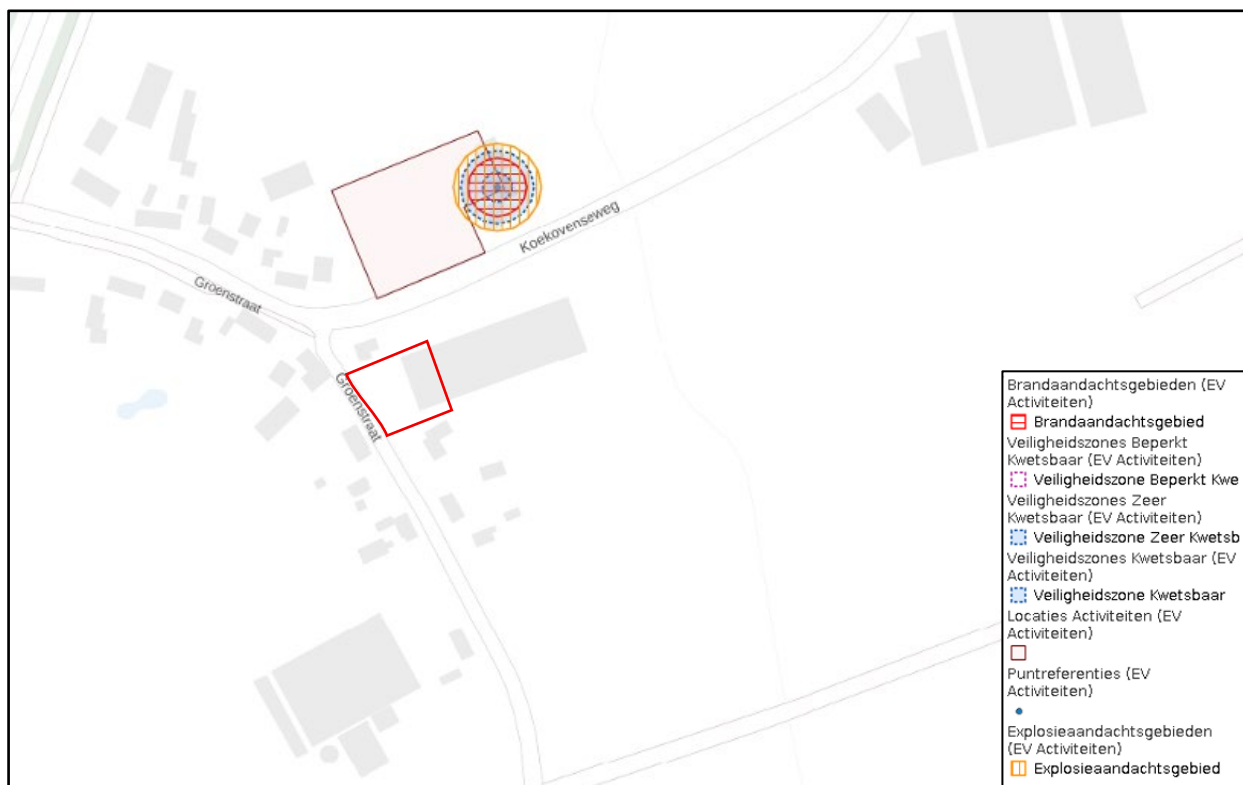 Koekovenseweg
Groenstraat
Groenstraat
Brandaandachtsgebieden (EV
Activiteiten)
Brandaandachtsgebied
Veiligheidszones Beperkt
Kwetsbaar (EV Activiteiten)
Veiligheidszone Beperkt Kwe
Veiligheidszones Zeer
Kwetsbaar (EV Activiteiten)
Veiligheidszone Zeer Kwetsb
Veiligheidszones Kwetsbaar (EV
Activiteiten)
Veiligheidszone Kwetsbaar
Locaties Activiteiten (EV
Activiteiten)
Puntreferenties (EV
Activiteiten)
Explosieaandachtsgebieden
(EV Activiteiten)
Explosieaandachtsgebied